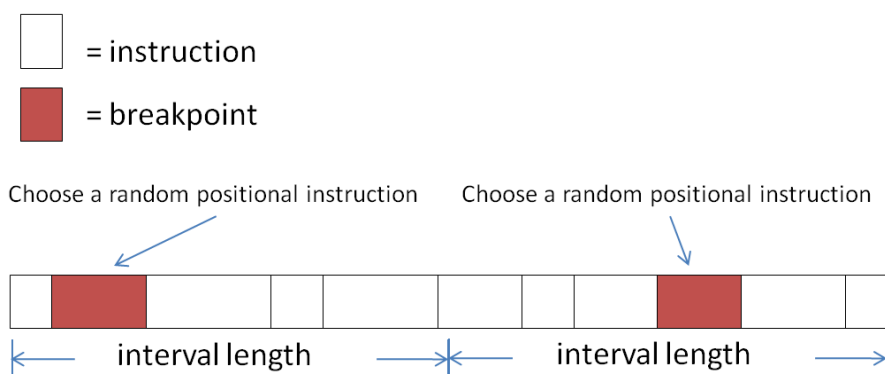 = instruction
= breakpoint
Choose a random positional instruction
Choose a random positional instruction
interval length
interval length